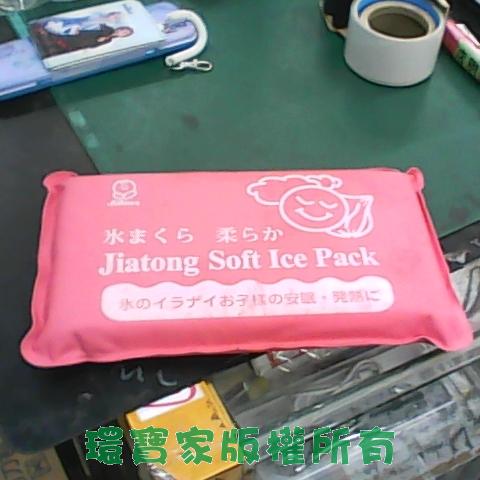 氷まくら 柔らか
Jiatong Soft Ice Pack
氷のイラナイお子様の安眠・発熱に
環寶家版權所有